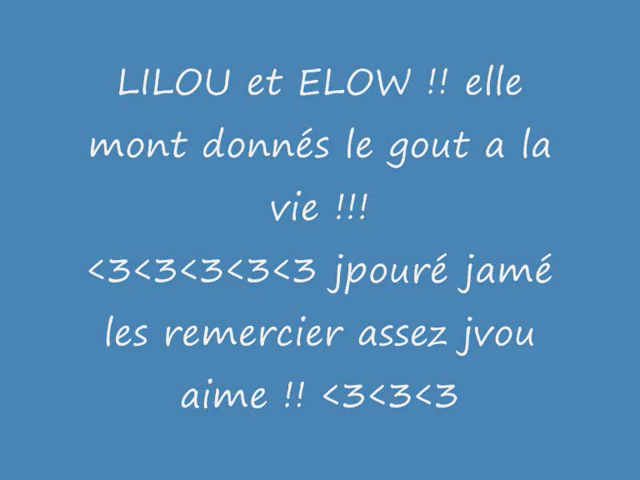 LILOU et ELOW !! elle
mont donnés le gout a la
vie !!!
<3<3<3<3<3 jpouré jamé
les remercier assez jvou
aime !! <3<3<3